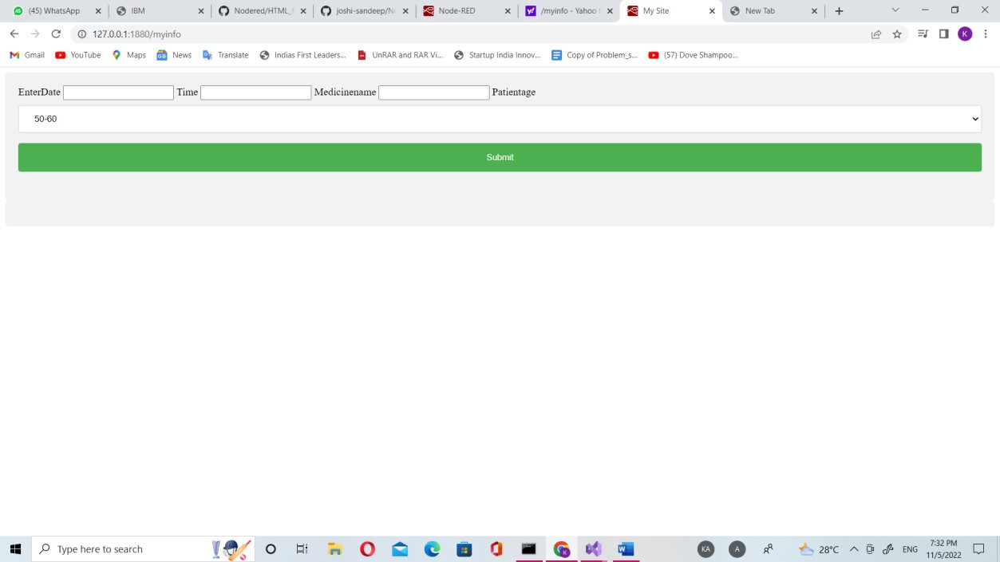 (45) WhatsApp IBM Nodered/HTML_ joshi-sandeep/No Node-RED /myinfo - Yahoo My Site New Tab
127.0.0.1:1880/myinfo K
Gmail YouTube Maps News Translate Indias First Leaders... UnRAR and RAR Vi... Startup India Innov... Copy of Problem_s... (57) Dove Shampoo...
EnterDate Time Medicinename Patientage
50-60
Submit
Type here to search KA A 28°C ENG 7:32 PM
11/5/2022